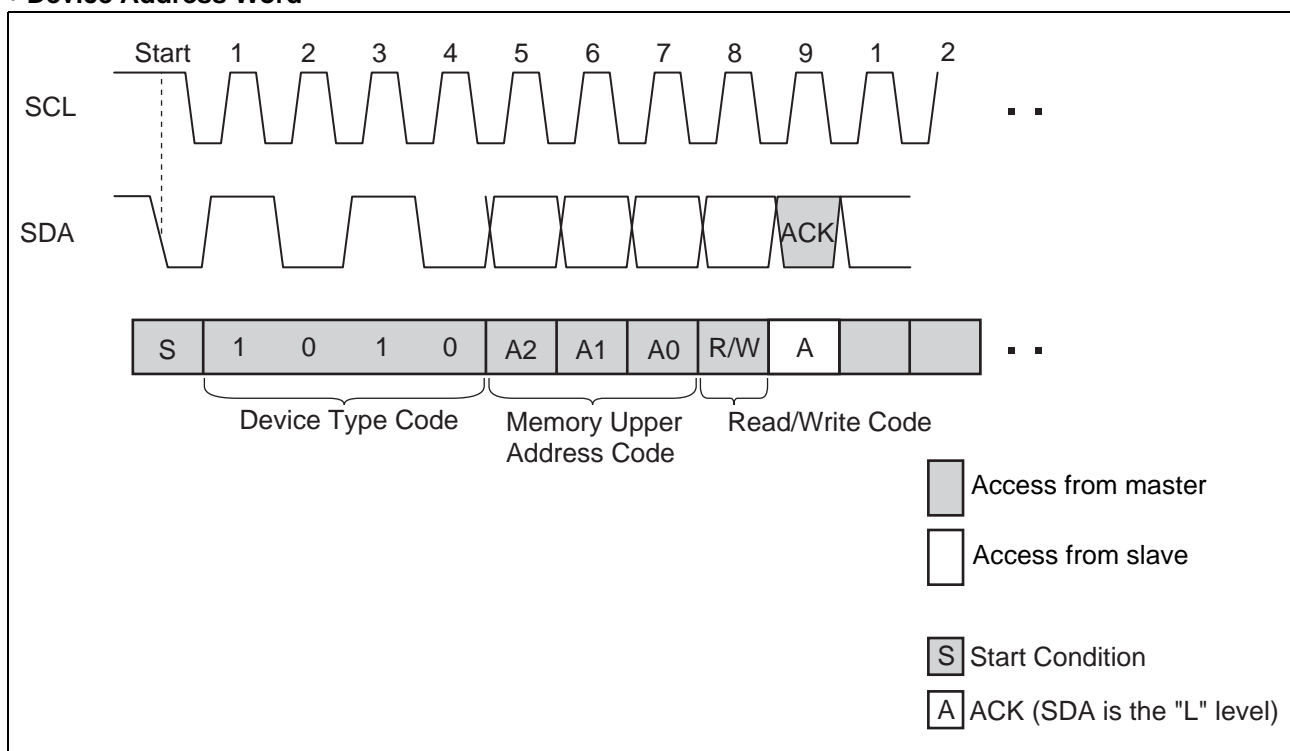 • Device Address Word
Start 1 2 3 4 5 6 7 8 9 1 2
SCL
. .
SDA
ACK
S 1 0 1 0 A2 A1 A0 R/W A
. .
Device Type Code
Memory Upper
Address Code
Read/Write Code
Access from master
Access from slave
S Start Condition
A ACK (SDA is the "L" level)